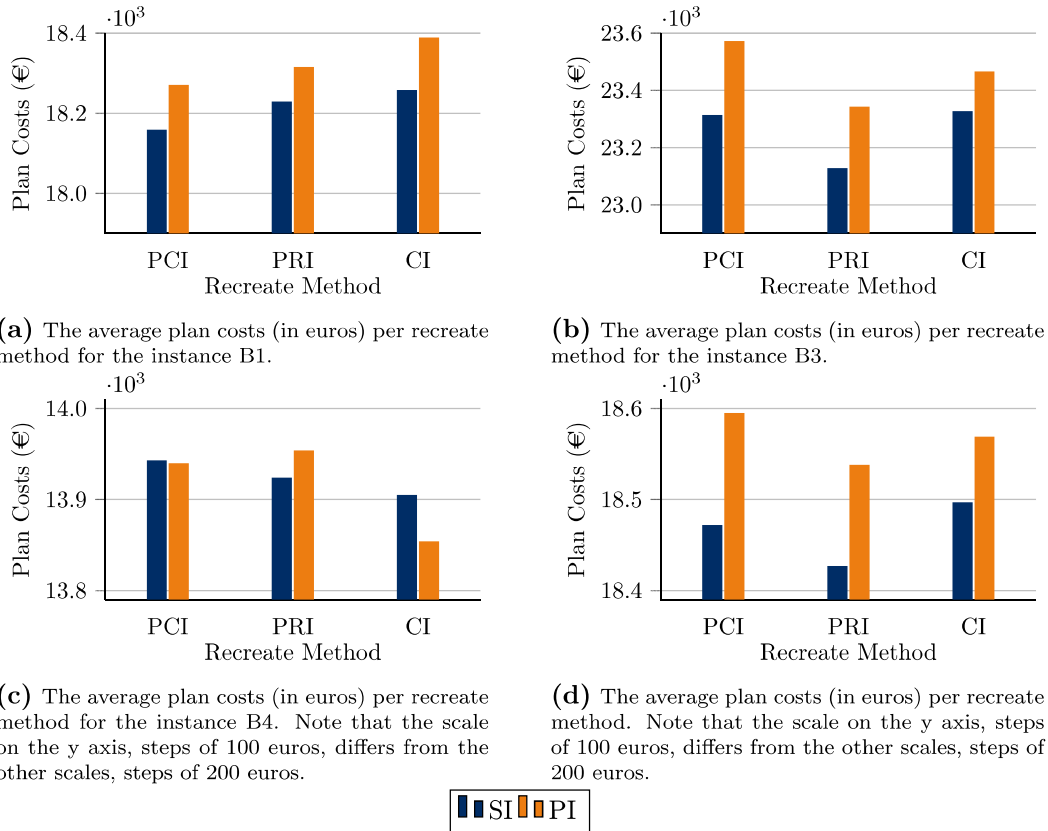 ·10³
18.4
18.2
18.0
Plan Costs (€)
PCI PRI CI
Recreate Method
(a) The average plan costs (in euros) per recreate
method for the instance B1.
·10³
23.6
23.4
23.2
23.0
Plan Costs (€)
PCI PRI CI
Recreate Method
(b) The average plan costs (in euros) per recreate
method for the instance B3.
·10³
14.0
13.9
13.8
Plan Costs (€)
PCI PRI CI
Recreate Method
(c) The average plan costs (in euros) per recreate
method for the instance B4. Note that the scale
on the y axis, steps of 100 euros, differs from the
other scales, steps of 200 euros.
·10³
18.6
18.5
18.4
Plan Costs (€)
PCI PRI CI
Recreate Method
(d) The average plan costs (in euros) per recreate
method. Note that the scale on the y axis, steps
of 100 euros, differs from the other scales, steps of
200 euros.
SI PI